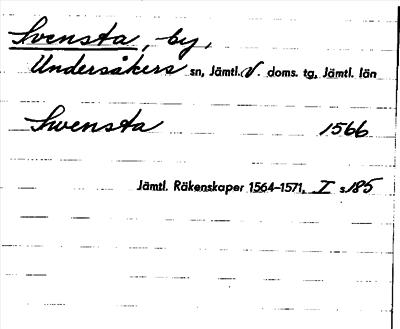 Svensta, by,
Undersåkers sn, Jämtl. V. doms. tg, Jämtl. län
Swensta 1566
Jämtl. Räkenskaper 1564–1571, I s. 185